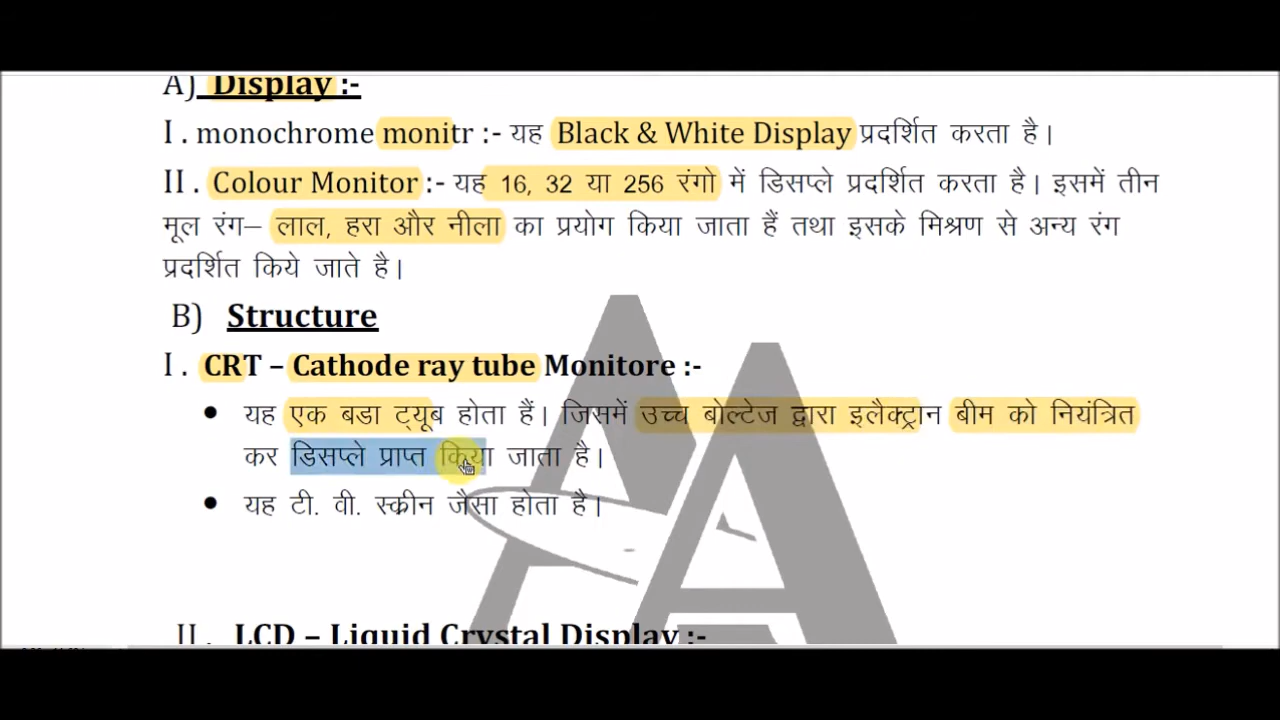 A) Display :-
I . monochrome monitr :- यह Black & White Display प्रदर्शित करता है।
II . Colour Monitor :- यह 16, 32 या 256 रंगो में डिसप्ले प्रदर्शित करता है। इसमें तीन
मूल रंग– लाल, हरा और नीला का प्रयोग किया जाता हैं तथा इसके मिश्रण से अन्य रंग
प्रदर्शित किये जाते है।
B) Structure
I . CRT – Cathode ray tube Monitore :-
• यह एक बडा ट्यूब होता हैं। जिसमें उच्च बोल्टेज द्वारा इलैक्ट्रान बीम को नियंत्रित
कर डिसप्ले प्राप्त किया जाता है।
• यह टी. वी. स्क्रीन जैसा होता है।
II . LCD – Liquid Crystal Display :-